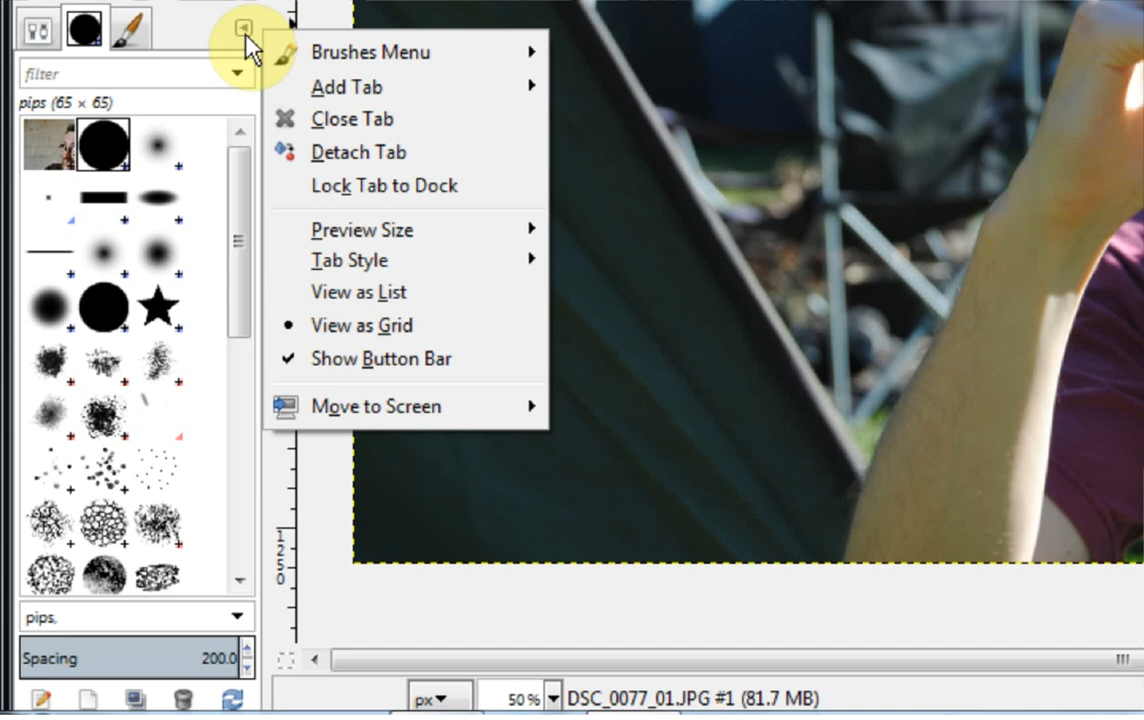 filter
pips (65 × 65)
Brushes Menu
Add Tab
Close Tab
Detach Tab
Lock Tab to Dock
Preview Size
Tab Style
View as List
View as Grid
Show Button Bar
Move to Screen
1250
pips,
Spacing 200.0
px 50 % DSC_0077_01.JPG #1 (81.7 MB)